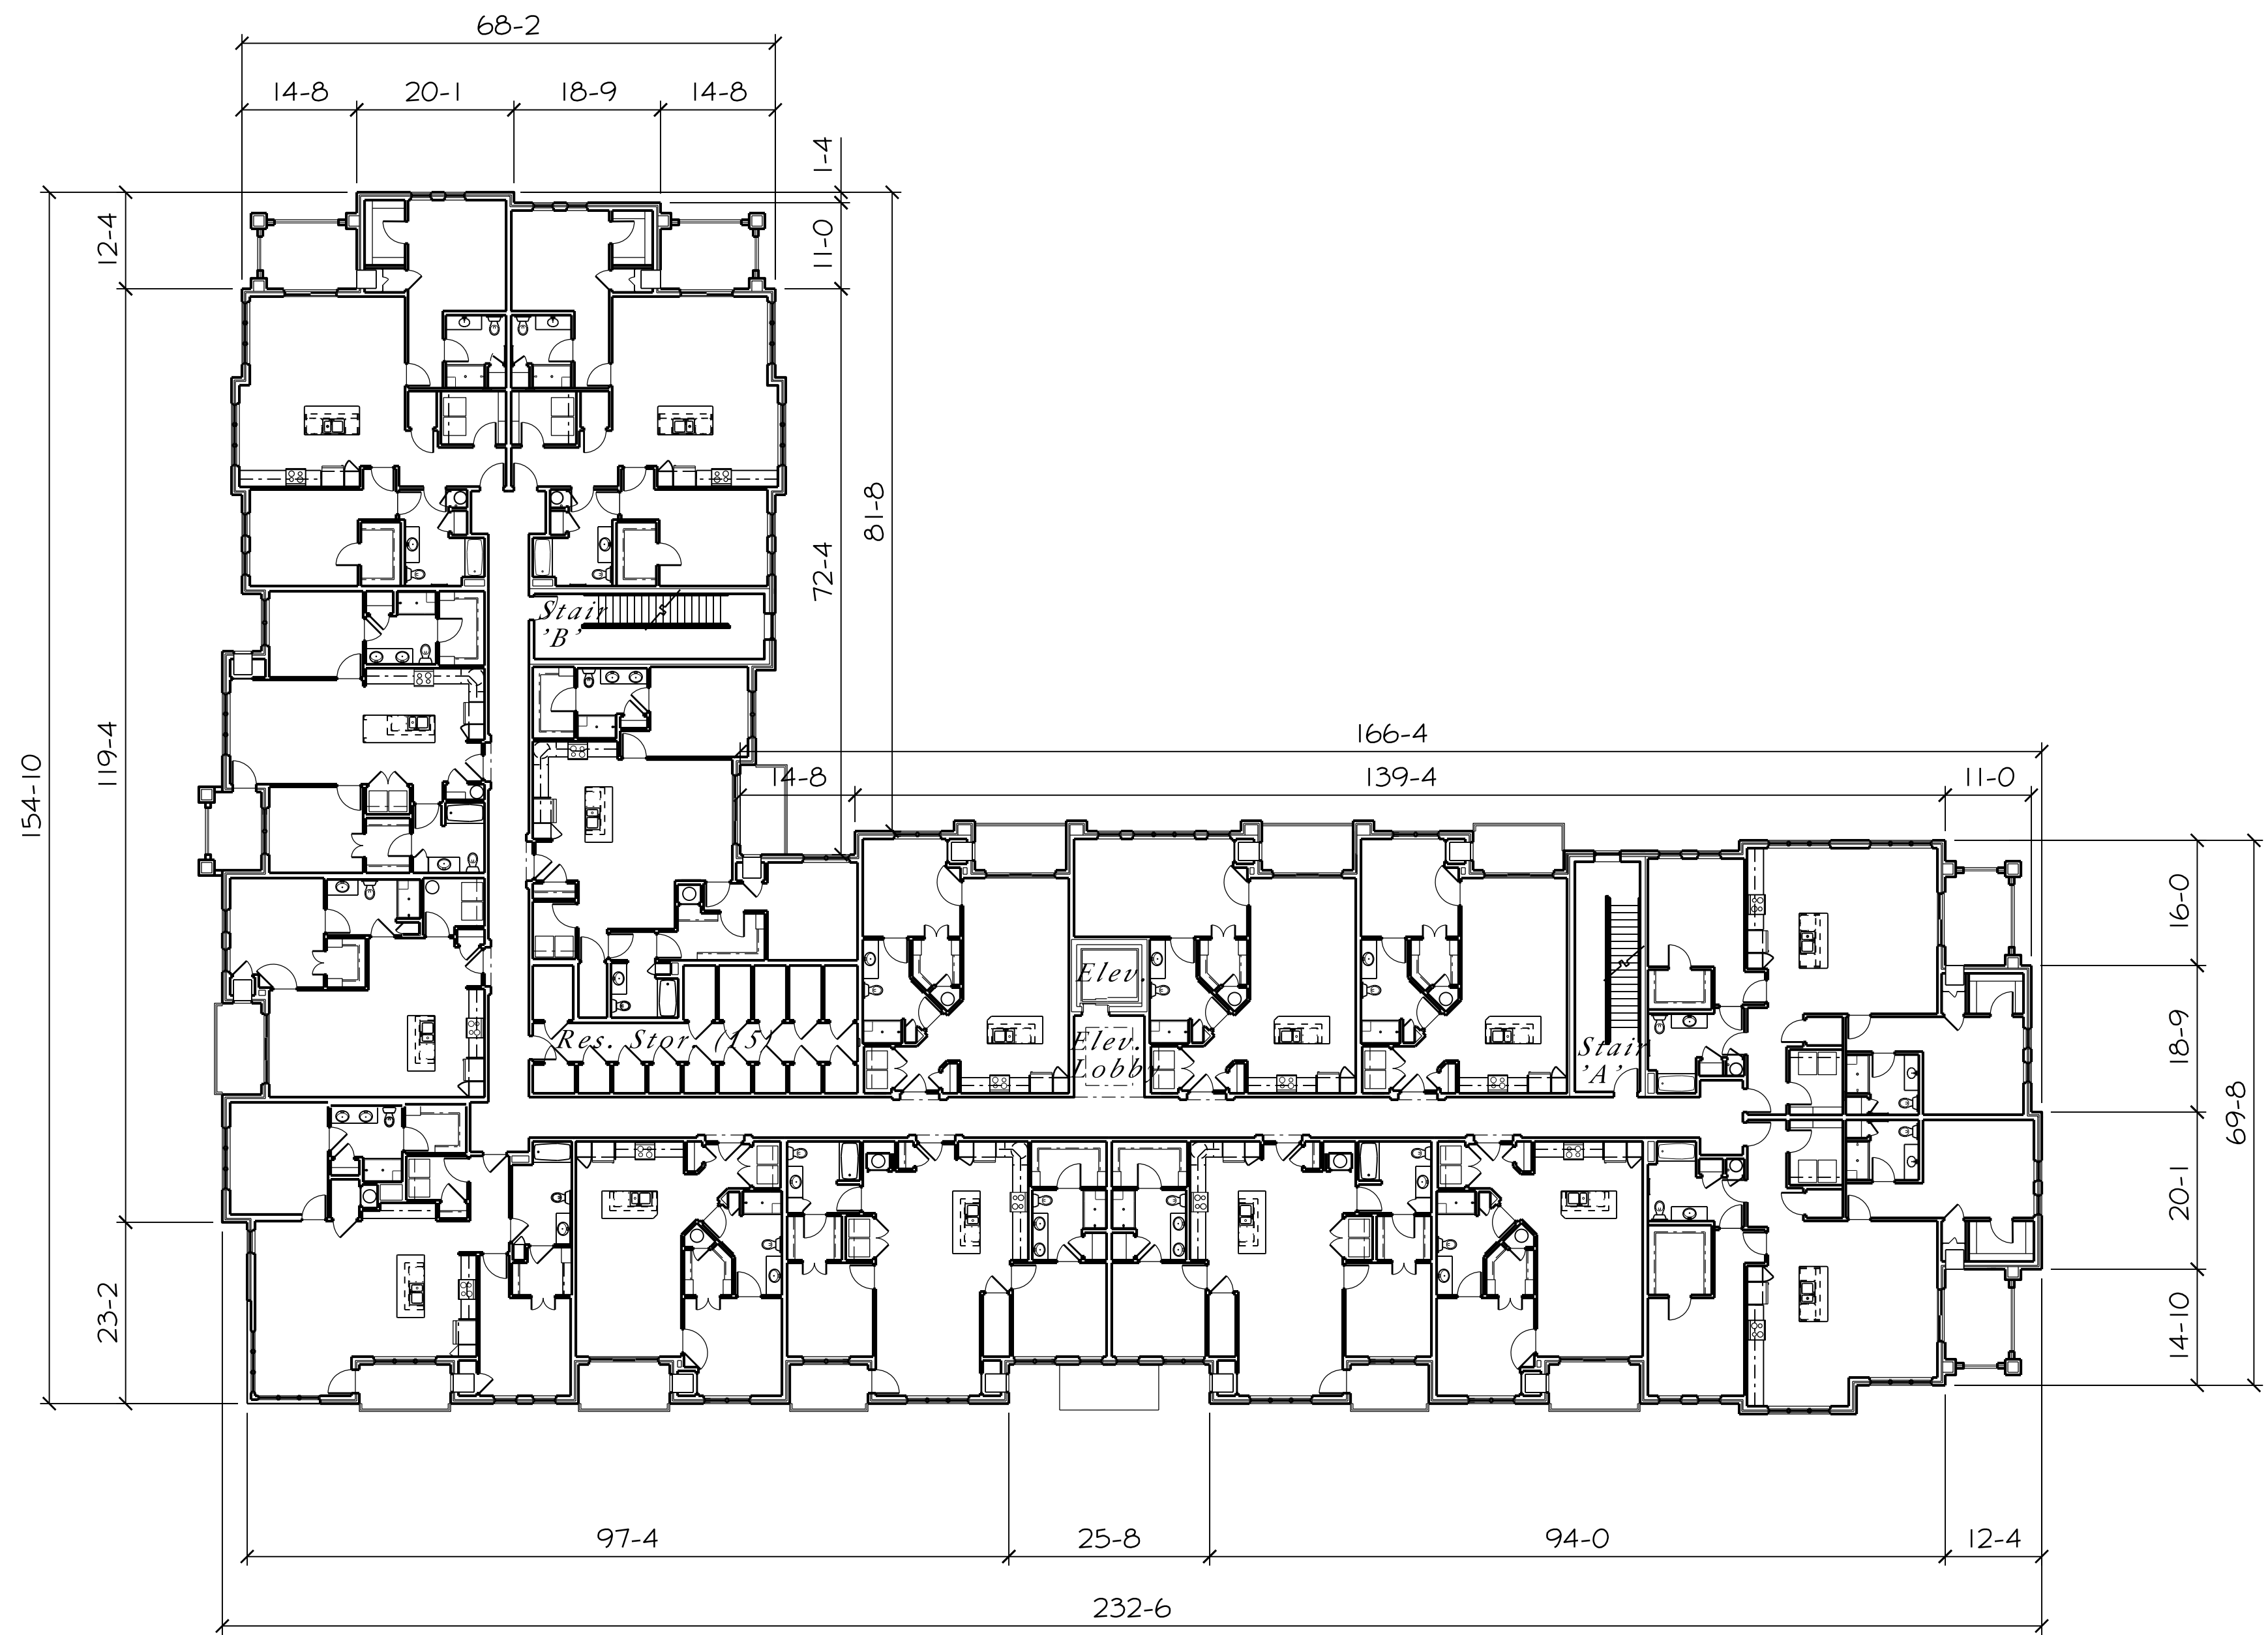 68-2
14-8 20-1 18-9 14-8
1-4
12-4
11-0
81-8
72-4
Stair
'B'
166-4
119-4
154-10
14-8 139-4 11-0
16-0
Elev.
Res. Stor. (15)
Elev.
Lobby
Stair
'A'
18-9
69-8
20-1
23-2
14-10
97-4 25-8 94-0 12-4
232-6